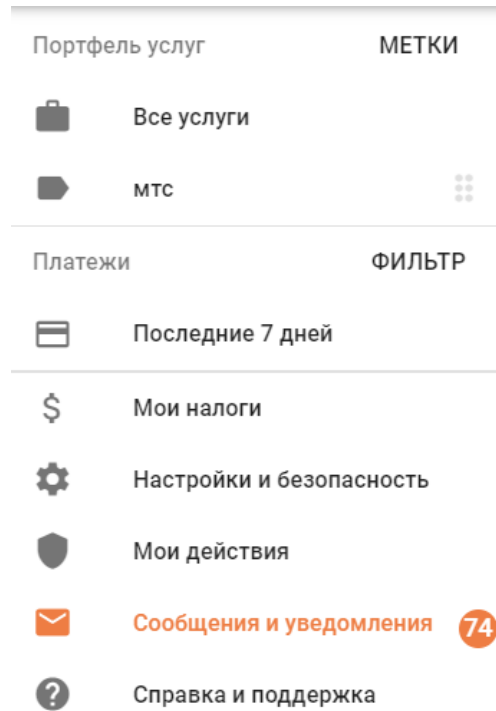 Портфель услуг МЕТКИ
Все услуги
мтс
Платежи ФИЛЬТР
Последние 7 дней
Мои налоги
Настройки и безопасность
Мои действия
Сообщения и уведомления 74
Справка и поддержка